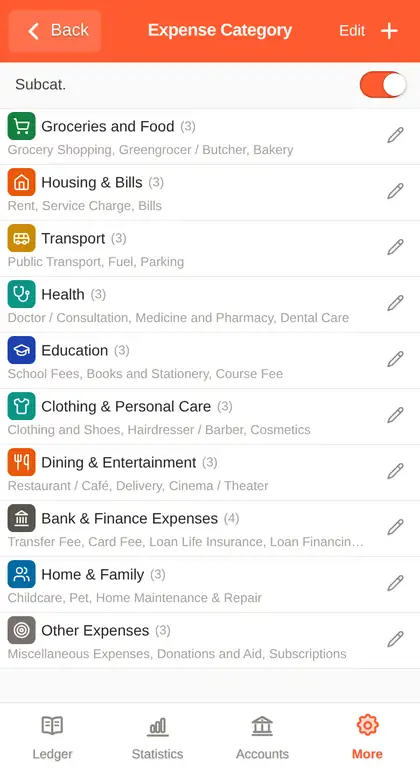 Back
Expense Category
Edit
Subcat.
Groceries and Food (3)
Grocery Shopping, Greengrocer / Butcher, Bakery
Housing & Bills (3)
Rent, Service Charge, Bills
Transport (3)
Public Transport, Fuel, Parking
Health (3)
Doctor / Consultation, Medicine and Pharmacy, Dental Care
Education (3)
School Fees, Books and Stationery, Course Fee
Clothing & Personal Care (3)
Clothing and Shoes, Hairdresser / Barber, Cosmetics
Dining & Entertainment (3)
Restaurant / Café, Delivery, Cinema / Theater
Bank & Finance Expenses (4)
Transfer Fee, Card Fee, Loan Life Insurance, Loan Financin...
Home & Family (3)
Childcare, Pet, Home Maintenance & Repair
Other Expenses (3)
Miscellaneous Expenses, Donations and Aid, Subscriptions
Ledger
Statistics
Accounts
More